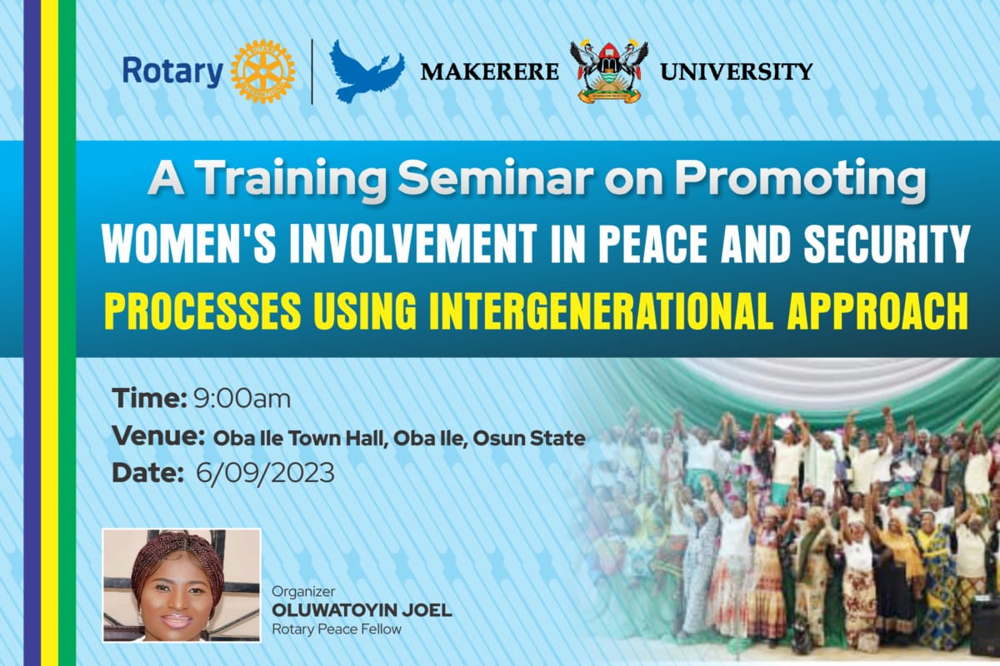 Rotary
MAKERERE UNIVERSITY
A Training Seminar on Promoting
WOMEN'S INVOLVEMENT IN PEACE AND SECURITY
PROCESSES USING INTERGENERATIONAL APPROACH
Time: 9:00am
Venue: Oba Ile Town Hall, Oba Ile, Osun State
Date: 6/09/2023
Organizer
OLUWATOYIN JOEL
Rotary Peace Fellow